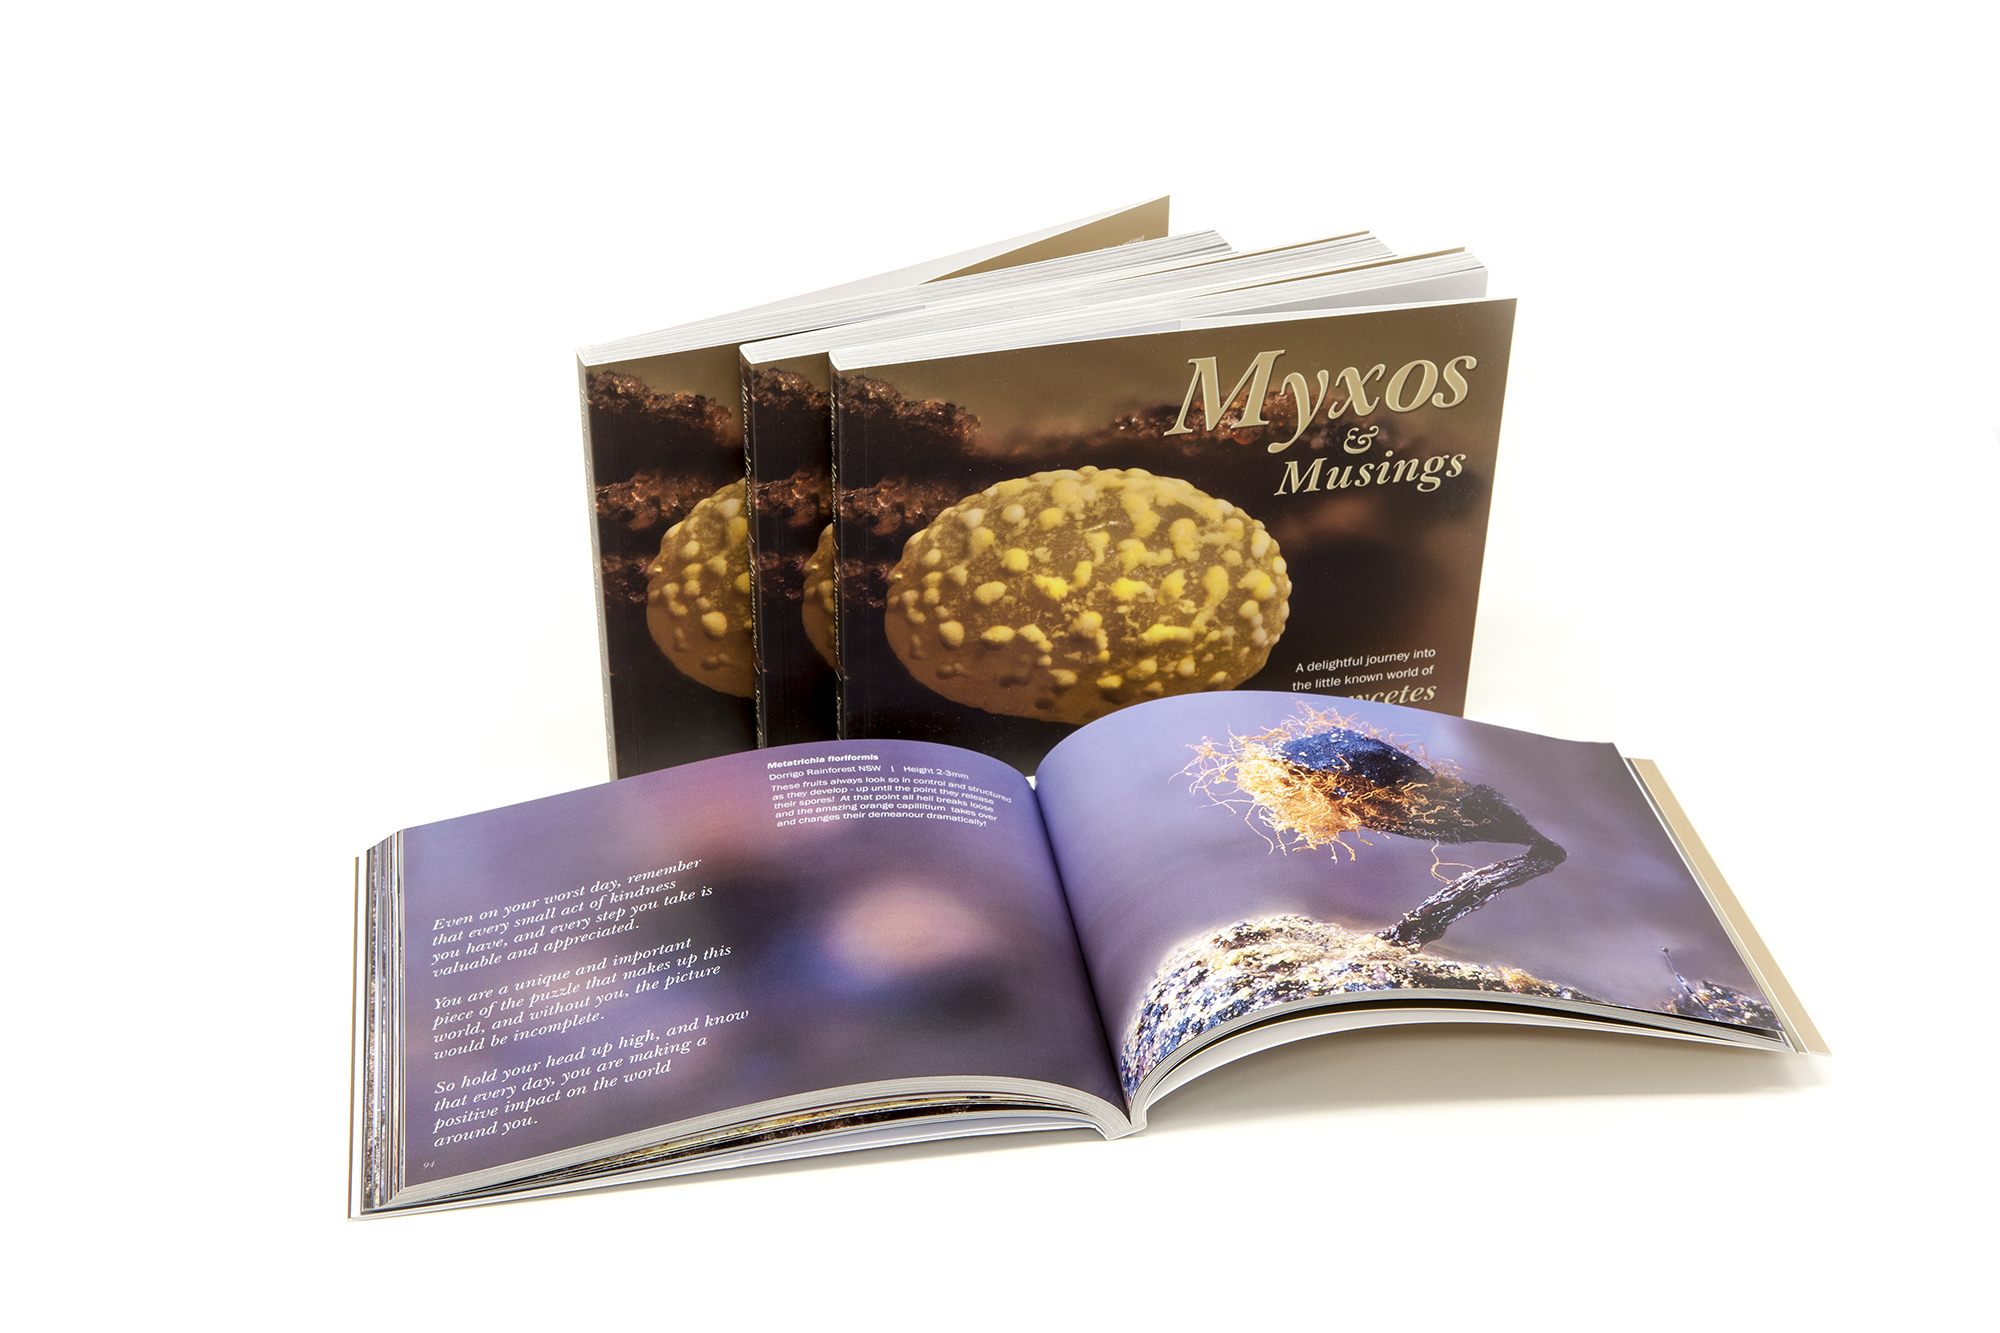 Myxos
&
Musings
A delightful journey into
the little known world of
Metatrichia floriformis
Dorrigo Rainforest NSW | Height 2-3mm
These fruits always look so in control and structured
as they develop - up until the point they release
their spores! At that point all hell breaks loose
and the amazing orange capillitium takes over
and changes their demeanour dramatically!
Even on your worst day, remember
that every small act of kindness
you have, and every step you take is
valuable and appreciated.
You are a unique and important
piece of the puzzle that makes up this
world, and without you, the picture
would be incomplete.
So hold your head up high, and know
that every day, you are making a
positive impact on the world
around you.
94